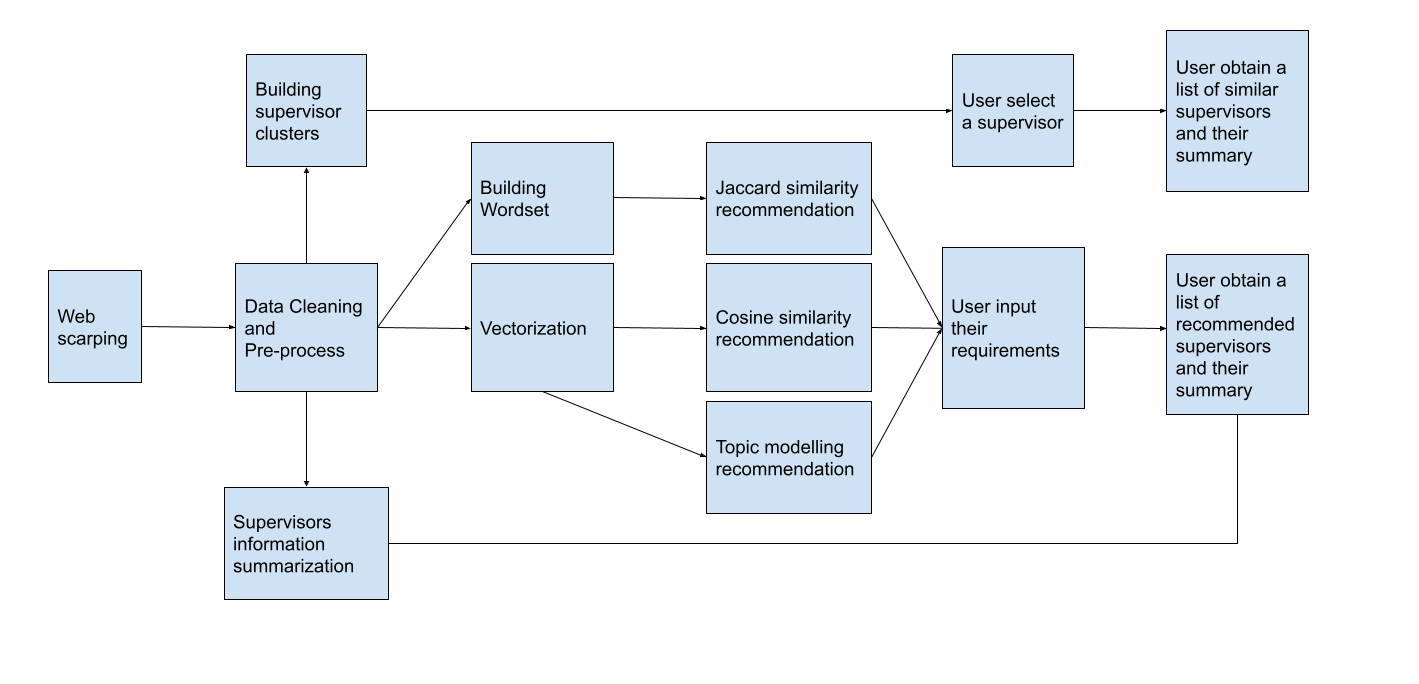 Building
supervisor
clusters
User select
a supervisor
User obtain a
list of similar
supervisors
and their
summary
Building
Wordset
Jaccard similarity
recommendation
Web
scarping
Data Cleaning
and
Pre-process
Vectorization
Cosine similarity
recommendation
User input
their
requirements
User obtain a
list of
recommended
supervisors
and their
summary
Topic modelling
recommendation
Supervisors
information
summarization